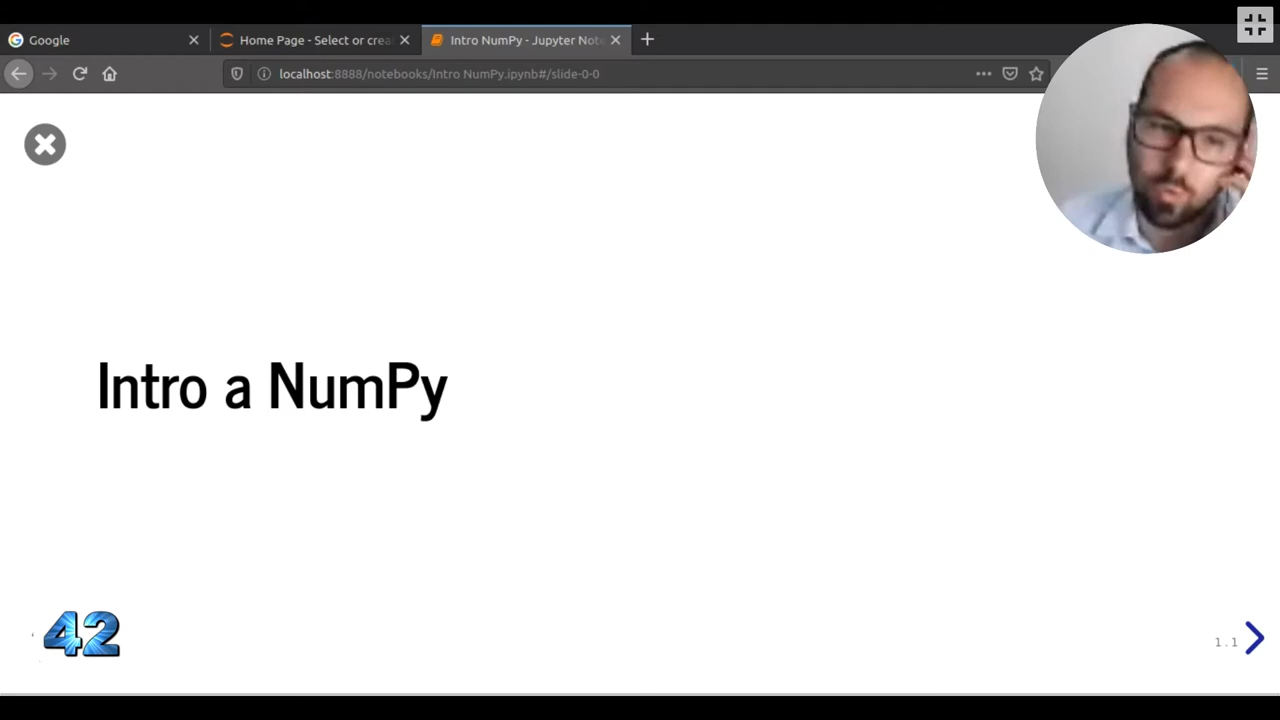 Google
Home Page - Select or crea
Intro NumPy - Jupyter Not
localhost:8888/notebooks/Intro NumPy.ipynb#/slide-0-0
Intro a NumPy
42
1.1